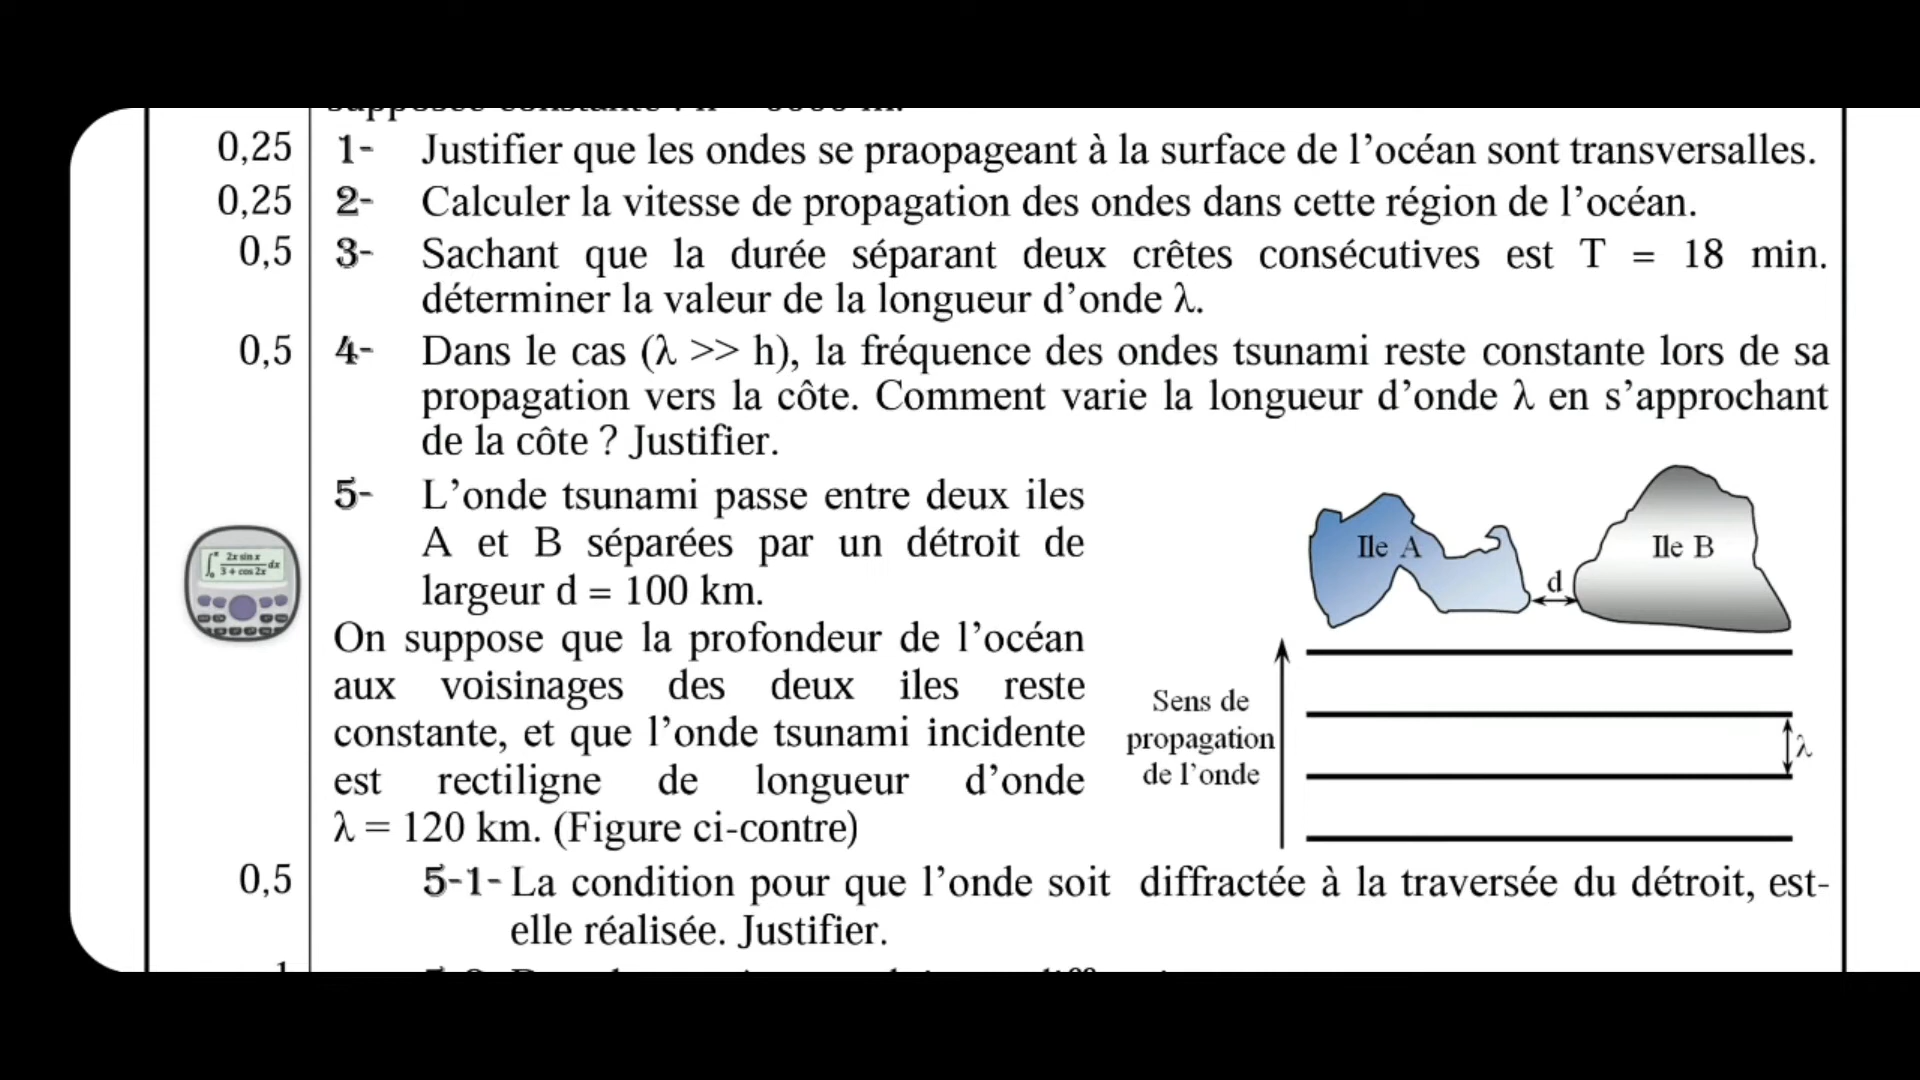 0,25 1- Justifier que les ondes se praopageant à la surface de l’océan sont transversalles.
0,25 2- Calculer la vitesse de propagation des ondes dans cette région de l’océan.
0,5 3- Sachant que la durée séparant deux crêtes consécutives est T = 18 min.
déterminer la valeur de la longueur d’onde λ.
0,5 4- Dans le cas (λ >> h), la fréquence des ondes tsunami reste constante lors de sa
propagation vers la côte. Comment varie la longueur d’onde λ en s’approchant
de la côte ? Justifier.
5- L’onde tsunami passe entre deux iles
A et B séparées par un détroit de
largeur d = 100 km.
On suppose que la profondeur de l’océan
aux voisinages des deux iles reste
constante, et que l’onde tsunami incidente
est rectiligne de longueur d’onde
λ = 120 km. (Figure ci-contre)
Ile A
Ile B
d
Sens de
propagation
de l’onde
λ
0,5 5-1- La condition pour que l’onde soit diffractée à la traversée du détroit, est-
elle réalisée. Justifier.